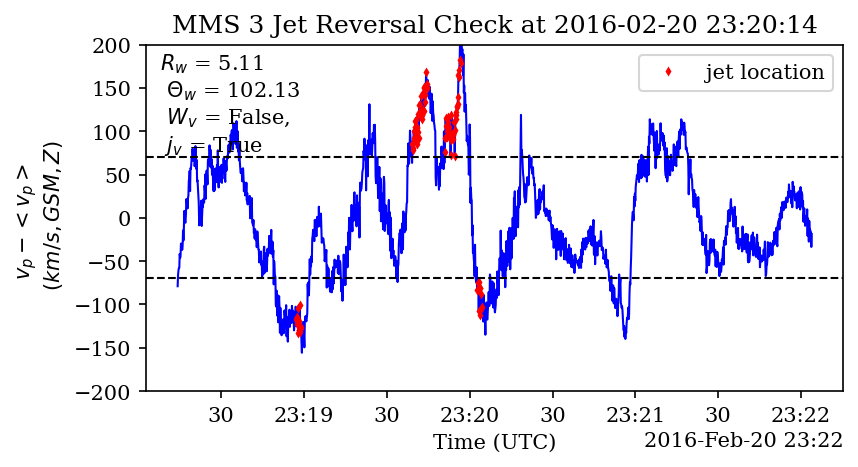 MMS 3 Jet Reversal Check at 2016-02-20 23:20:14
R_w = 5.11
Θ_w = 102.13
W_v = False,
j_v = True
jet location
v_p − < v_p >
(km/s, GSM, Z)
200
150
100
50
0
−50
−100
−150
−200
30 23:19 30 23:20 30 23:21 30 23:22
Time (UTC)
2016-Feb-20 23:22